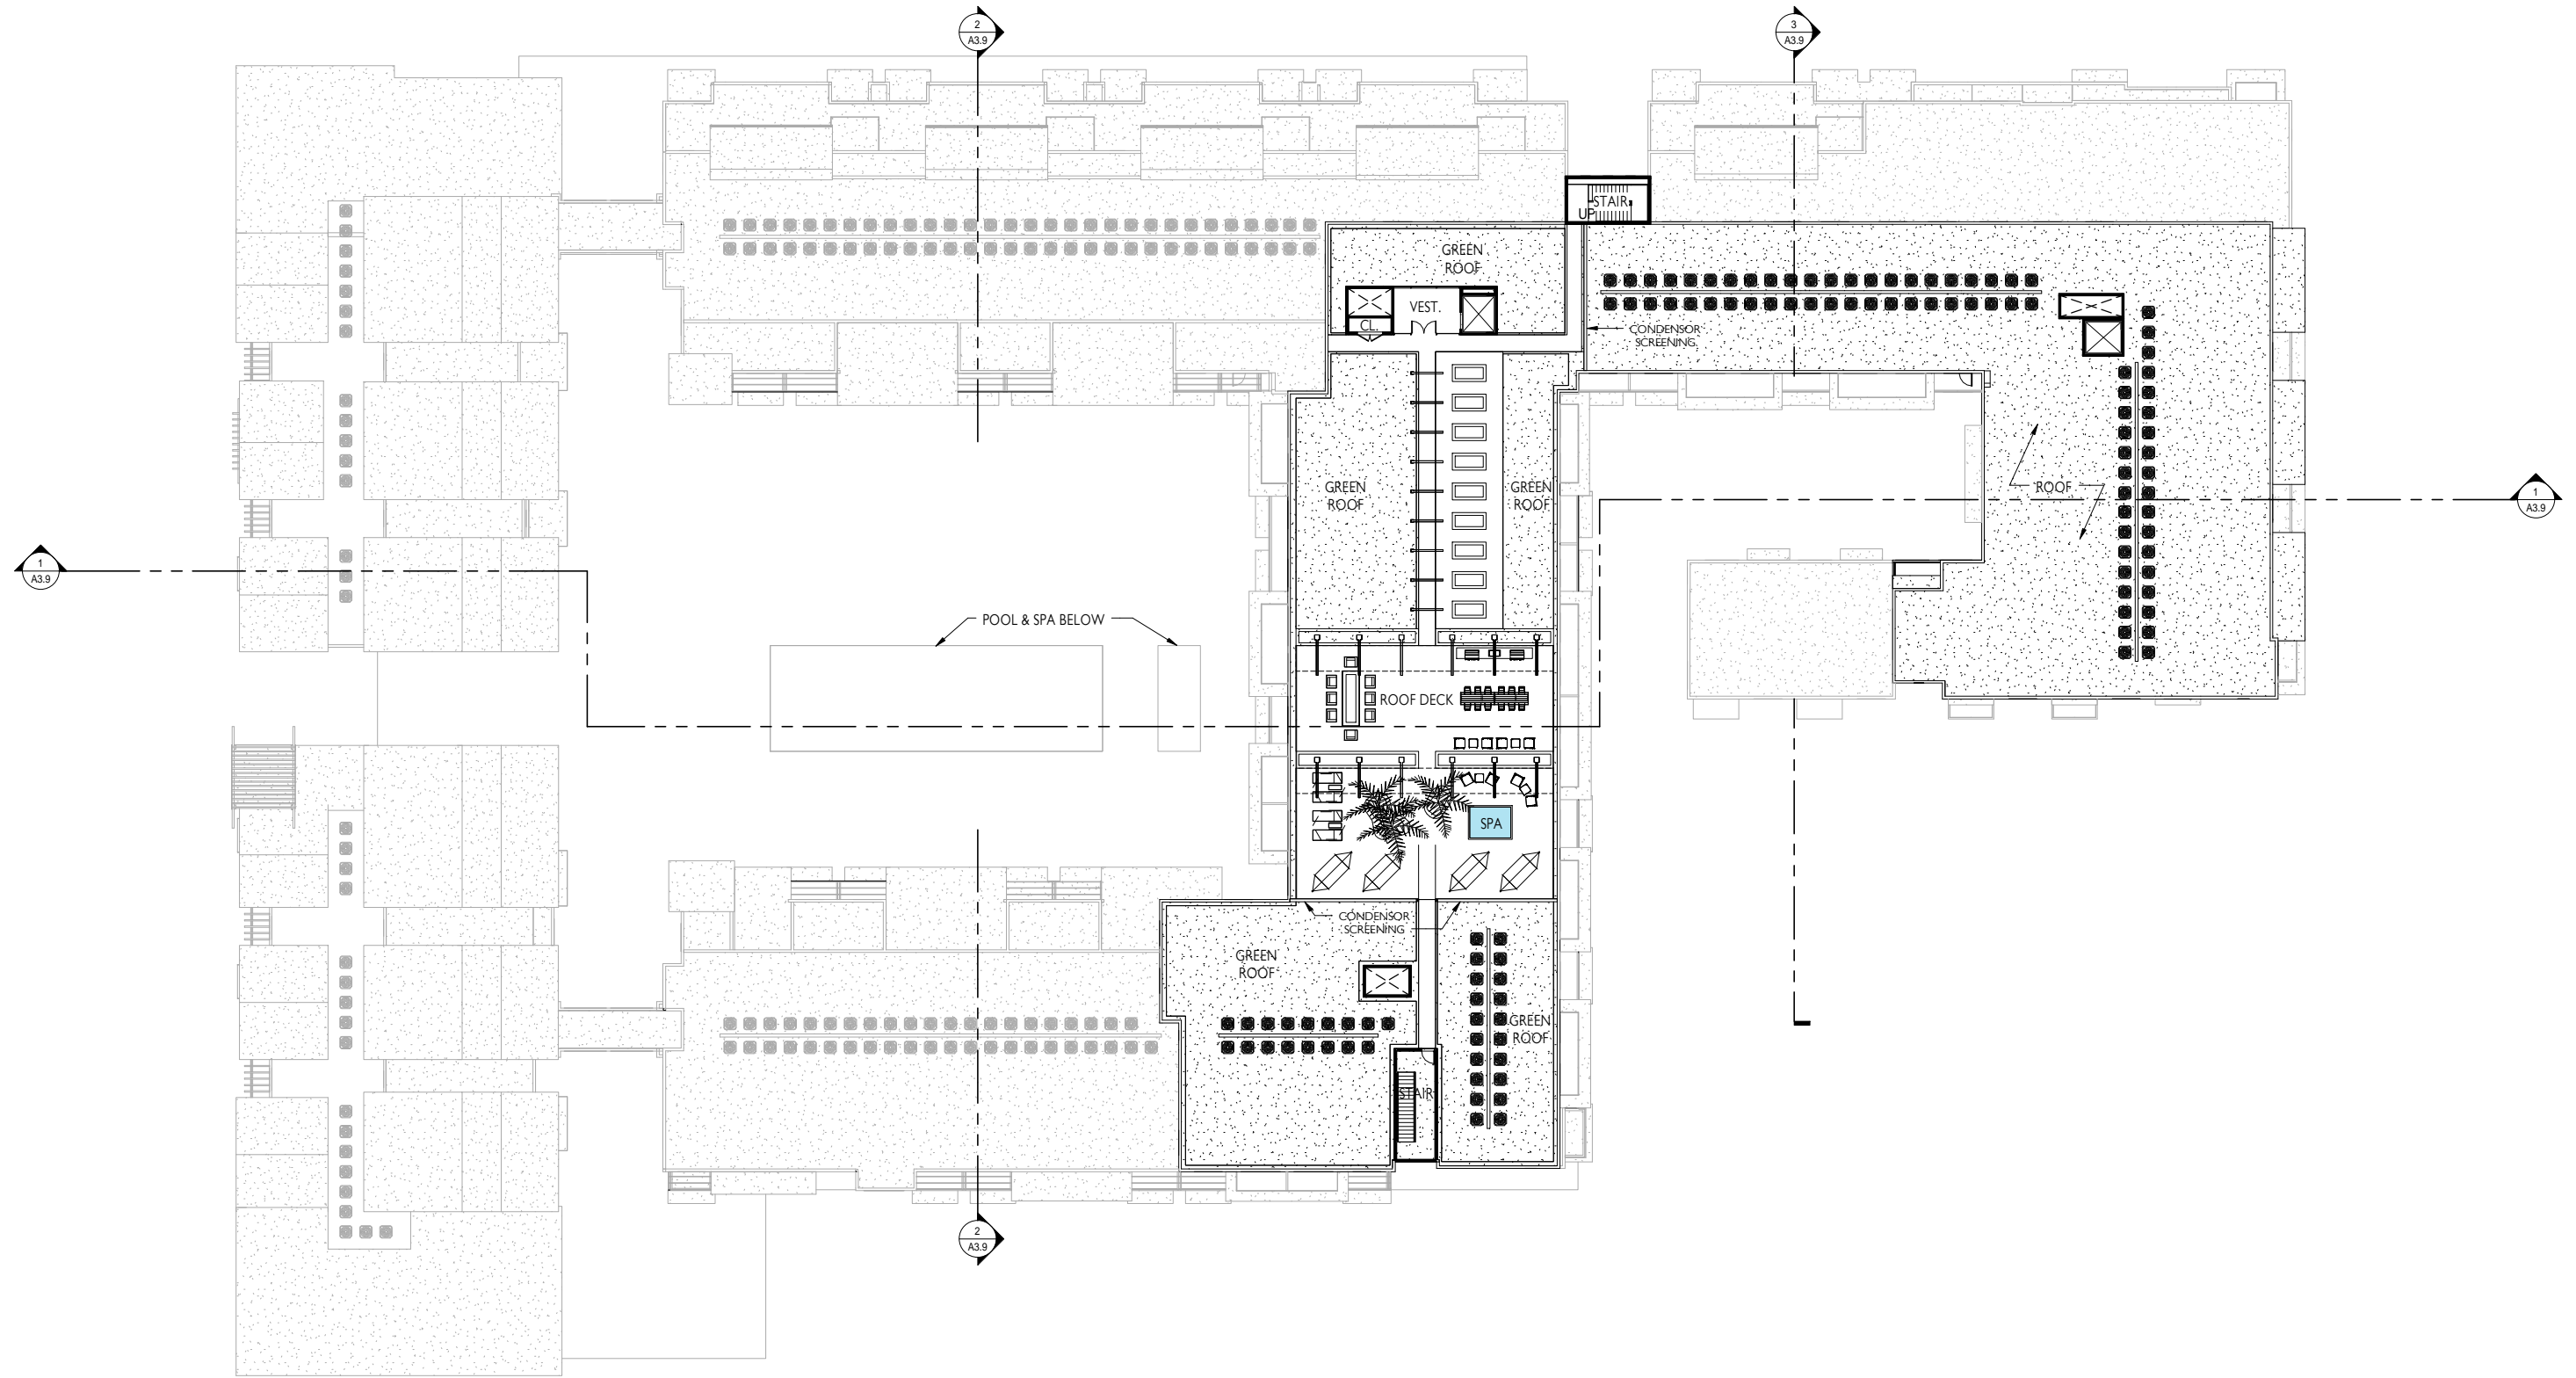 2
A3.9
3
A3.9
STAIR
UP
GREEN
ROOF
VEST.
CL.
CONDENSOR
SCREENING
GREEN
ROOF
GREEN
ROOF
ROOF
1
A3.9
1
A3.9
POOL & SPA BELOW
ROOF DECK
SPA
CONDENSOR
SCREENING
GREEN
ROOF
GREEN
ROOF
STAIR
2
A3.9